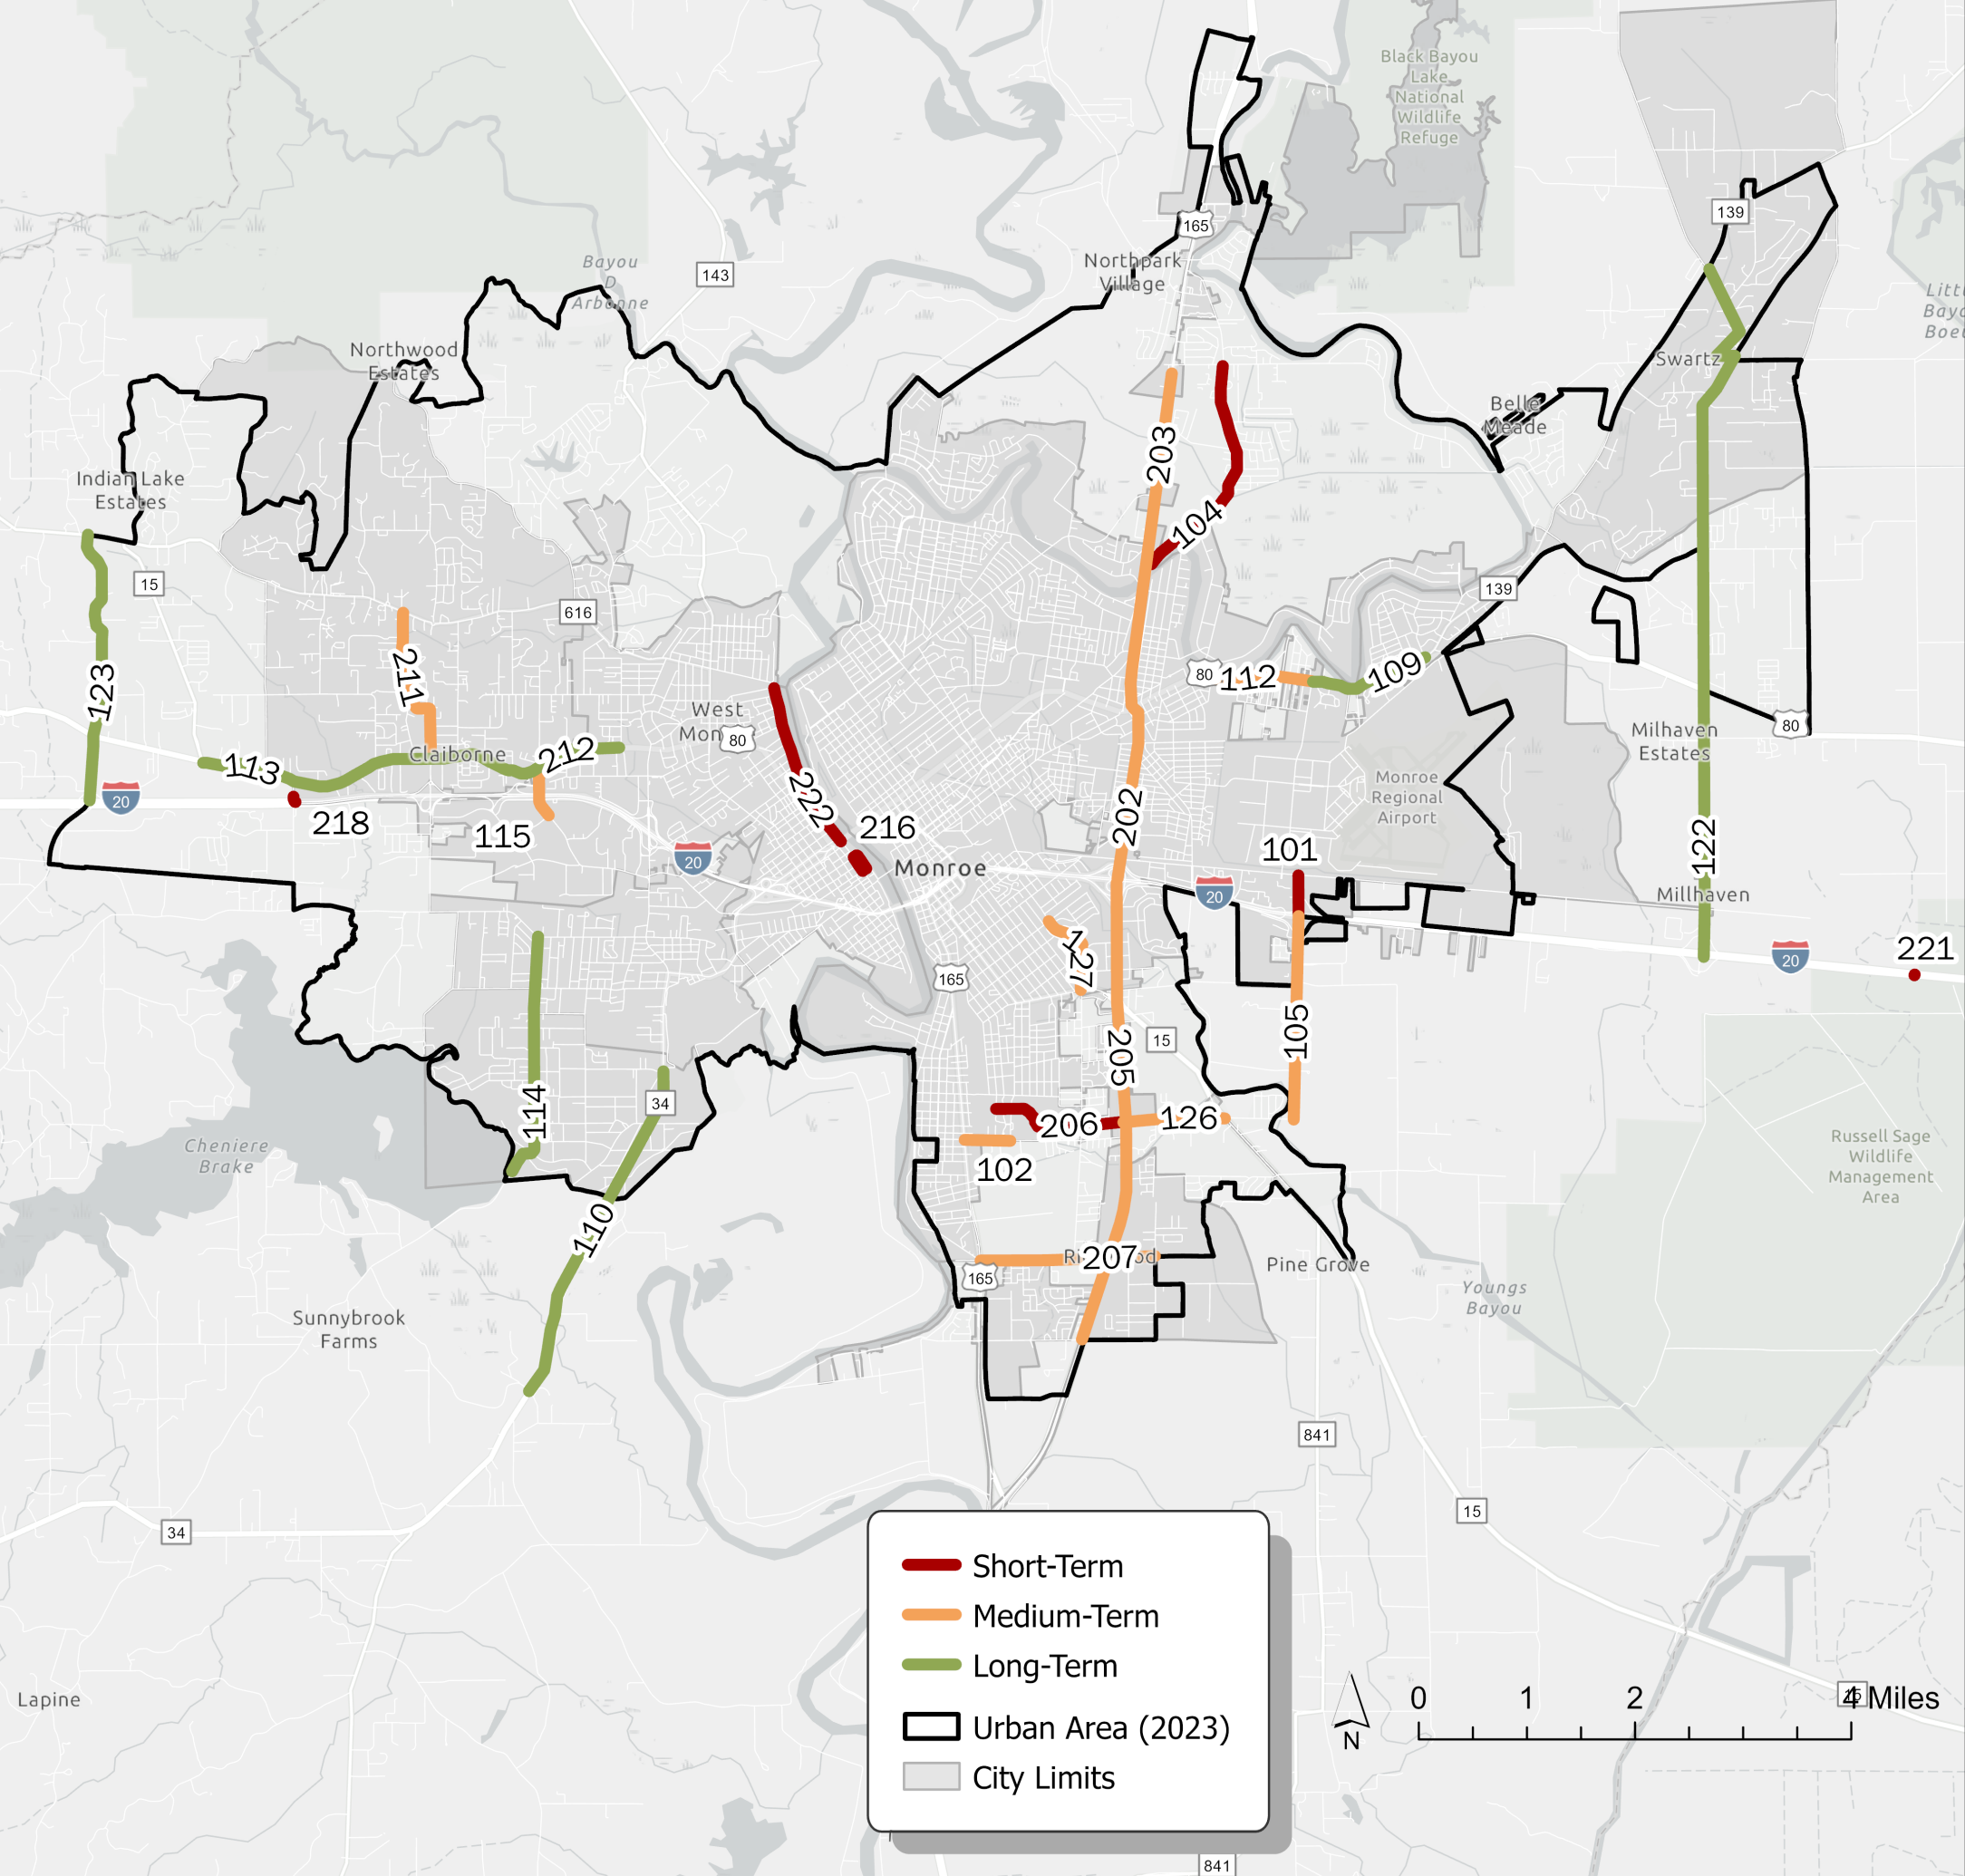 Black Bayou
Lake
National
Wildlife
Refuge
139
165
Northpark
Village
Bayou
D
Arbonne
143
Northwood
Estates
Swartz
Belle
Meade
203
Indian Lake
Estates
104
15
616
139
211
123
80
112
109
West
80
Milhaven
Estates
80
113
Claiborne
212
20
218
115
222
216
202
Monroe
Regional
Airport
122
20
Monroe
101
20
Millhaven
221
20
127
165
15
105
205
114
34
206
126
102
Cheniere
Brake
Russell Sage
Wildlife
Management
Area
110
207
165
Pine Grove
Youngs
Bayou
Sunnybrook
Farms
841
34
15
Short-Term
Medium-Term
Long-Term
Urban Area (2023)
City Limits
Lapine
N
0 1 2 4 Miles
841